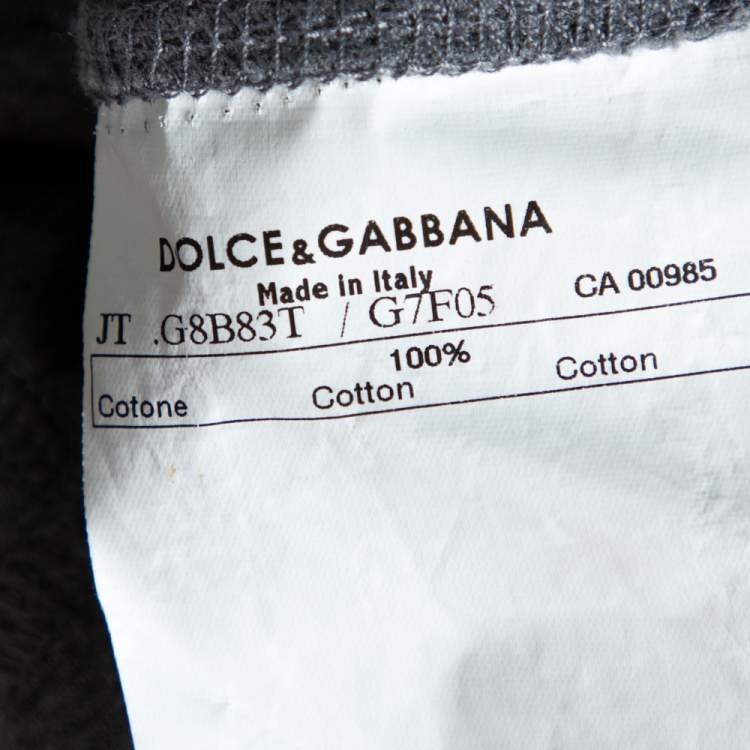 DOLCE&GABBANA
Made in Italy
CA 00985
JT .G8B83T / G7F05
100%
Cotone Cotton Cotton